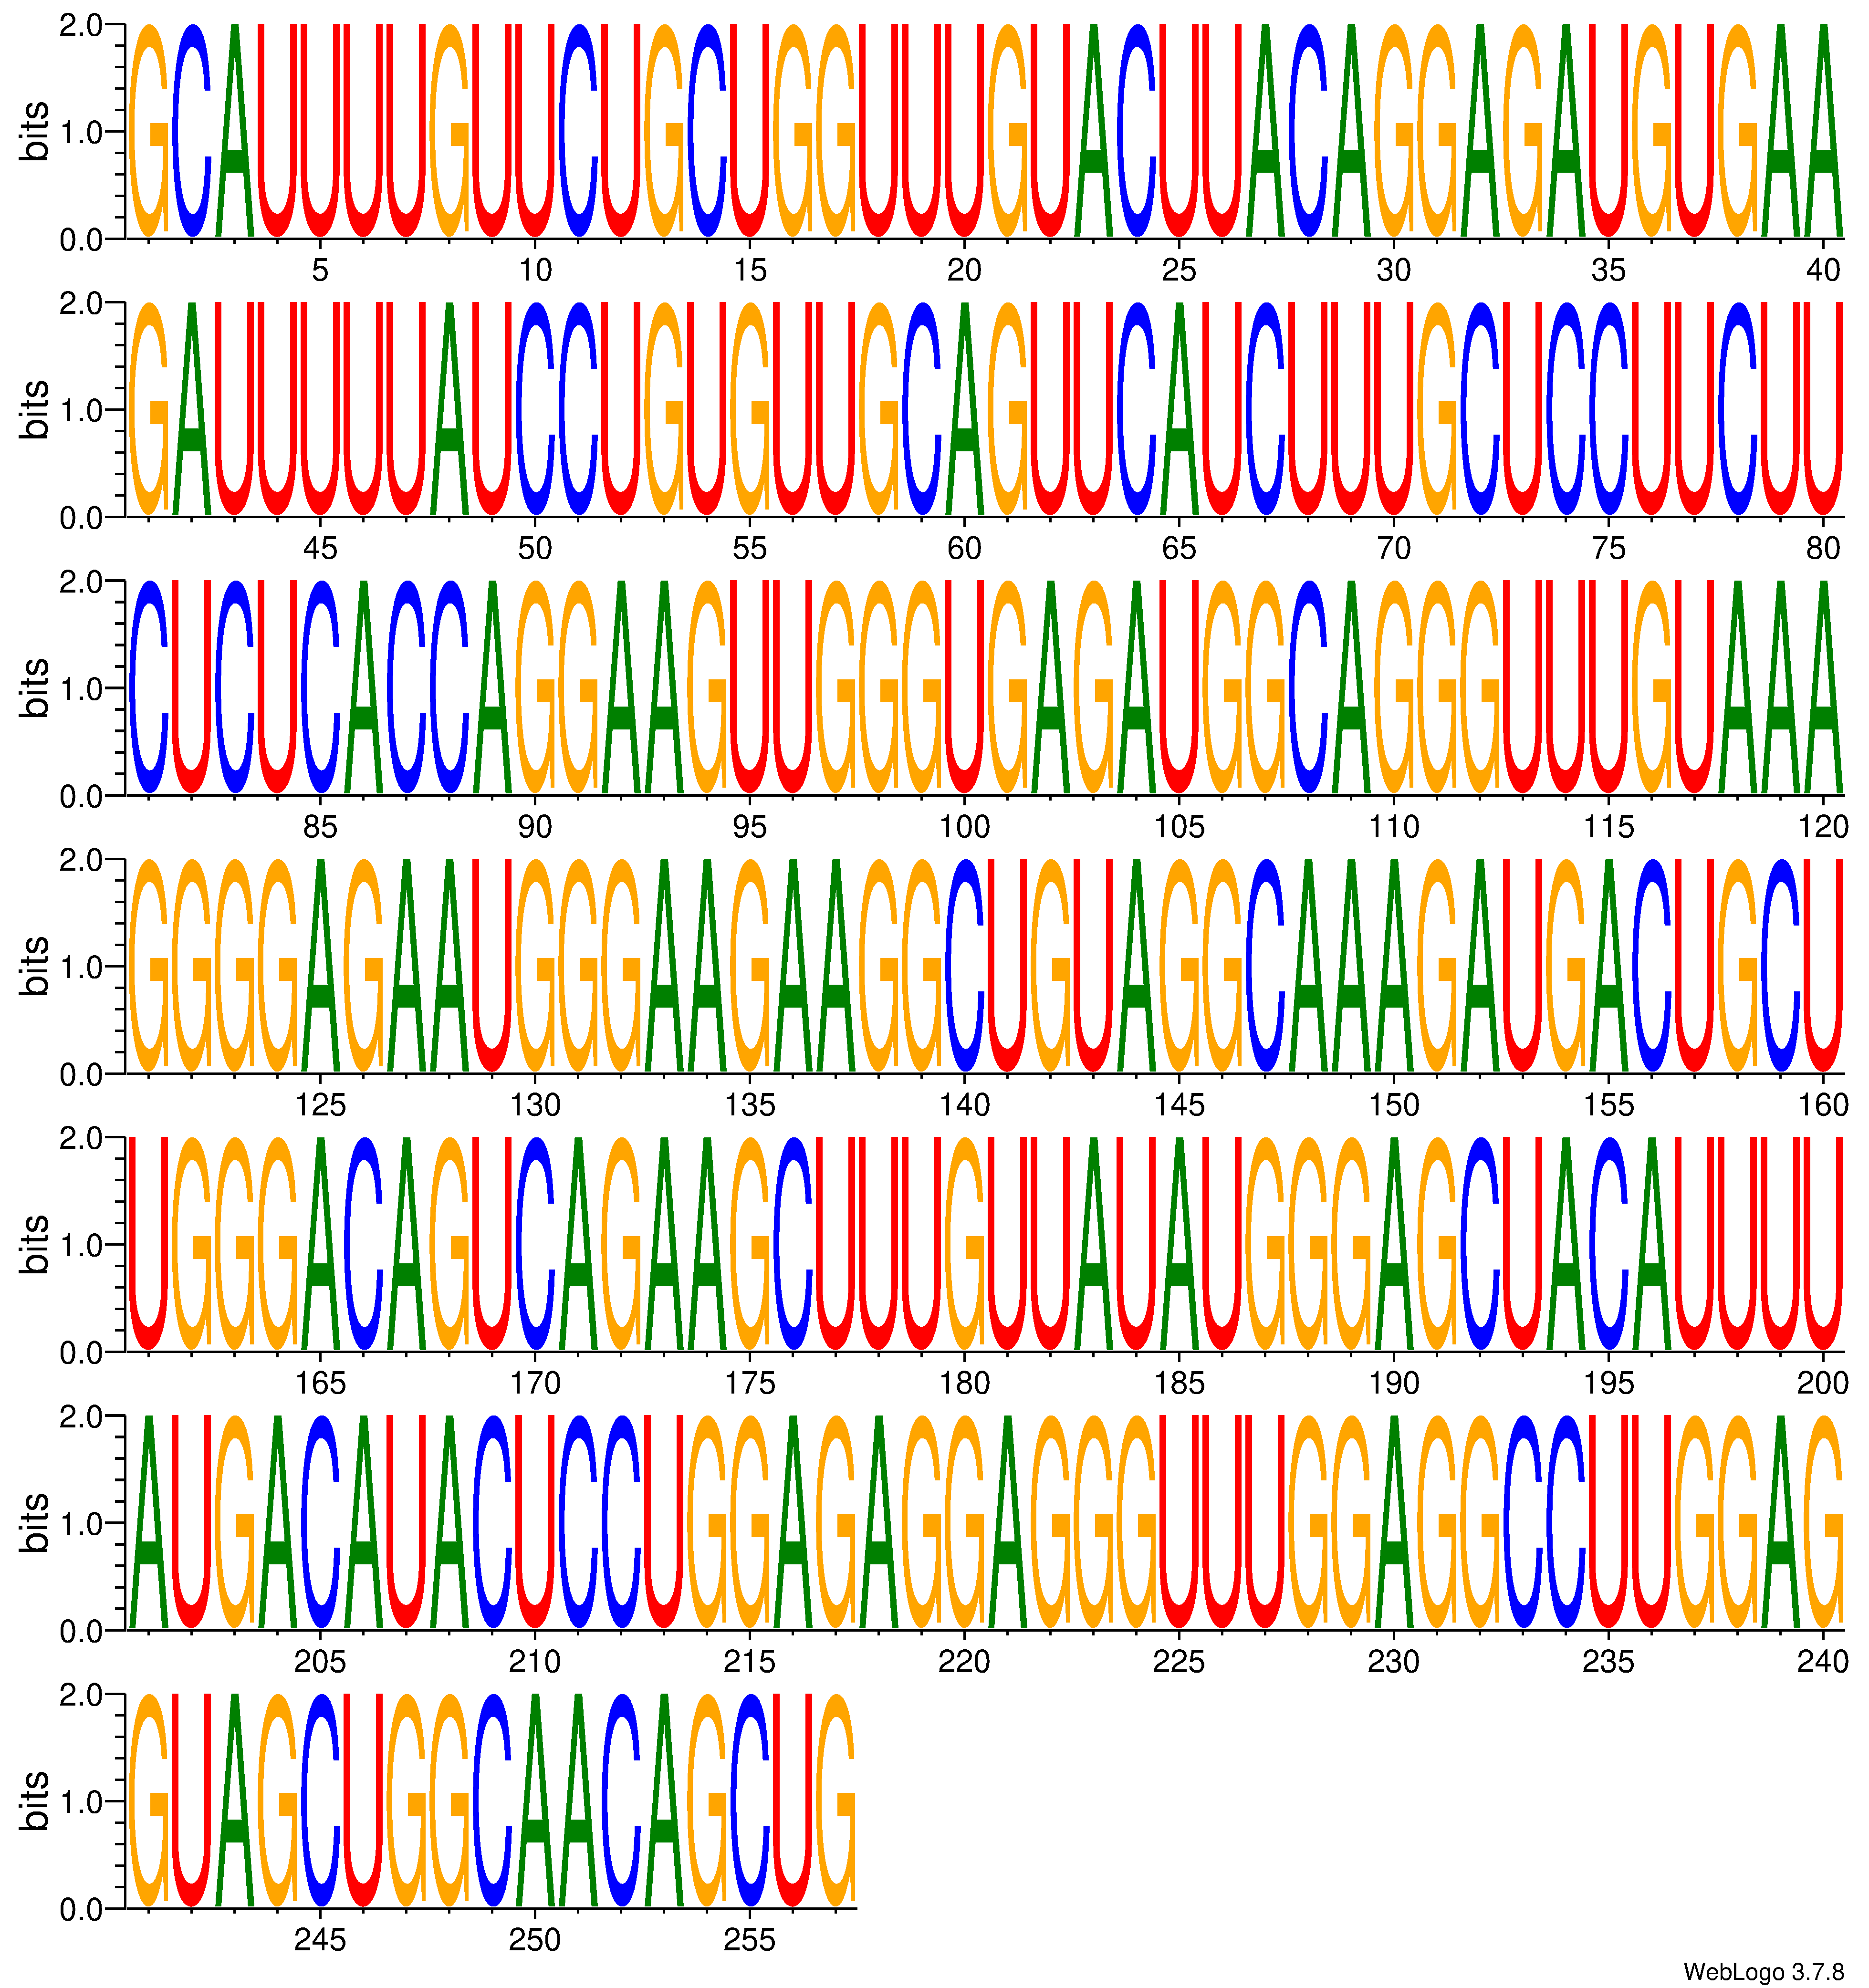 2.0
1.0
0.0
bits
GCAUUUUGUUCUGCUGGUUUGUACUUACAGGAGAUGUGAA
5 10 15 20 25 30 35 40
2.0
1.0
0.0
bits
GAUUUUUAUCCUGUGUUGCAGUUCAUCUUUGCUCCUUCUU
45 50 55 60 65 70 75 80
2.0
1.0
0.0
bits
CUCUCACCAGGAAGUUGGGUGAGAUGGCAGGGUUUGUAAA
85 90 95 100 105 110 115 120
2.0
1.0
0.0
bits
GGGGAGAAUGGGAAGAAGGCUGUAGGCAAAGAUGACUGCU
125 130 135 140 145 150 155 160
2.0
1.0
0.0
bits
UGGGACAGUCAGAAGCUUUGUUAUAUGGGAGCUACAUUUU
165 170 175 180 185 190 195 200
2.0
1.0
0.0
bits
AUGACAUACUCCUGGAGAGGAGGGUUUGGAGGCCUUGGAG
205 210 215 220 225 230 235 240
2.0
1.0
0.0
bits
GUAGCUGGCAACAGCUG
245 250 255
WebLogo 3.7.8